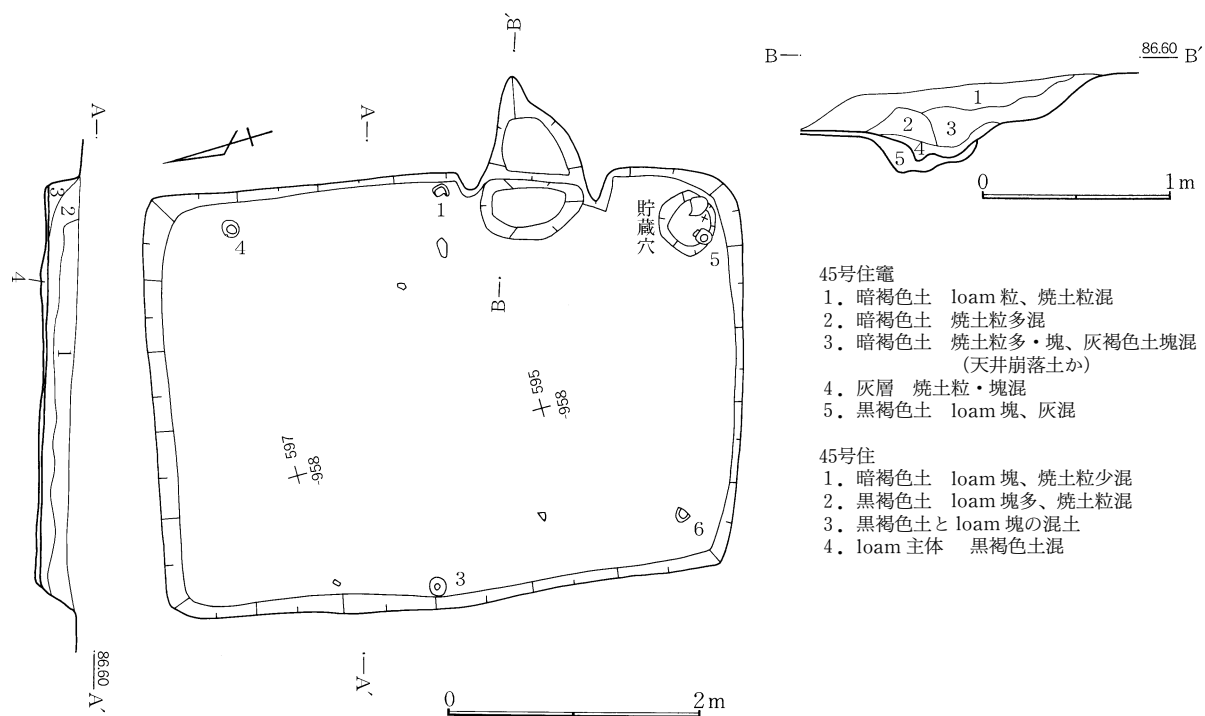 B´
A
A
1
4
貯蔵穴
5
B
595
-958
597
-958
6
3
A´
0 2m
3
2
4
1
86.60
A´
B
86.60 B´
1
2
3
4
5
0 1m
45号住竈
1．暗褐色土　loam 粒、焼土粒混
2．暗褐色土　焼土粒多混
3．暗褐色土　焼土粒多・塊、灰褐色土塊混
（天井崩落土か）
4．灰層　焼土粒・塊混
5．黒褐色土　loam 塊、灰混
45号住
1．暗褐色土　loam 塊、焼土粒少混
2．黒褐色土　loam 塊多、焼土粒混
3．黒褐色土と loam 塊の混土
4．loam 主体　黒褐色土混